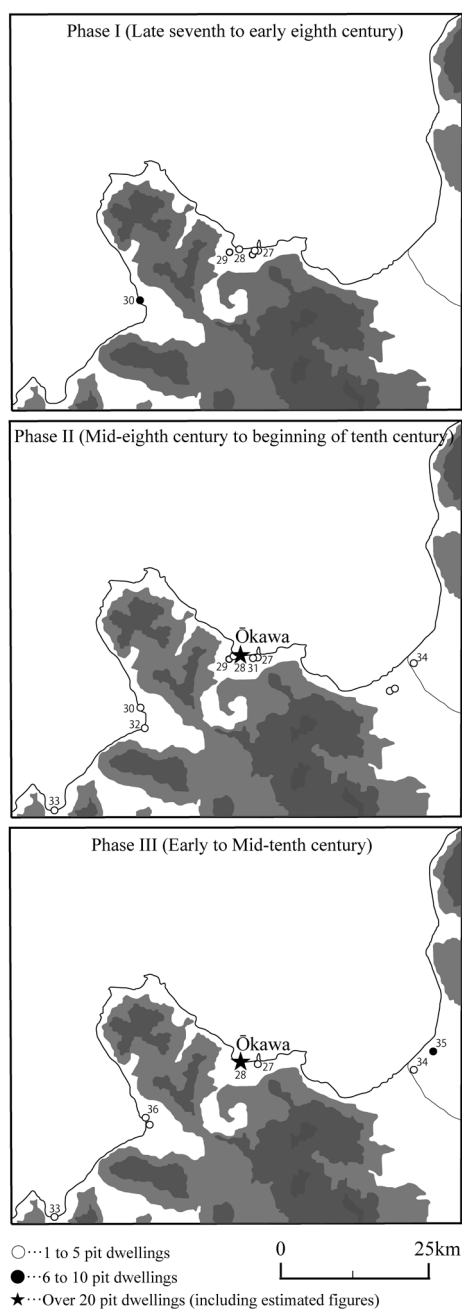 Phase I (Late seventh to early eighth century)
29 28 27
30
Phase II (Mid-eighth century to beginning of tenth century)
Ōkawa
29 28 31 27
34
30
32
33
Phase III (Early to Mid-tenth century)
Ōkawa
28 27
35
34
36
33
○···1 to 5 pit dwellings
●···6 to 10 pit dwellings
★···Over 20 pit dwellings (including estimated figures)
0 25km